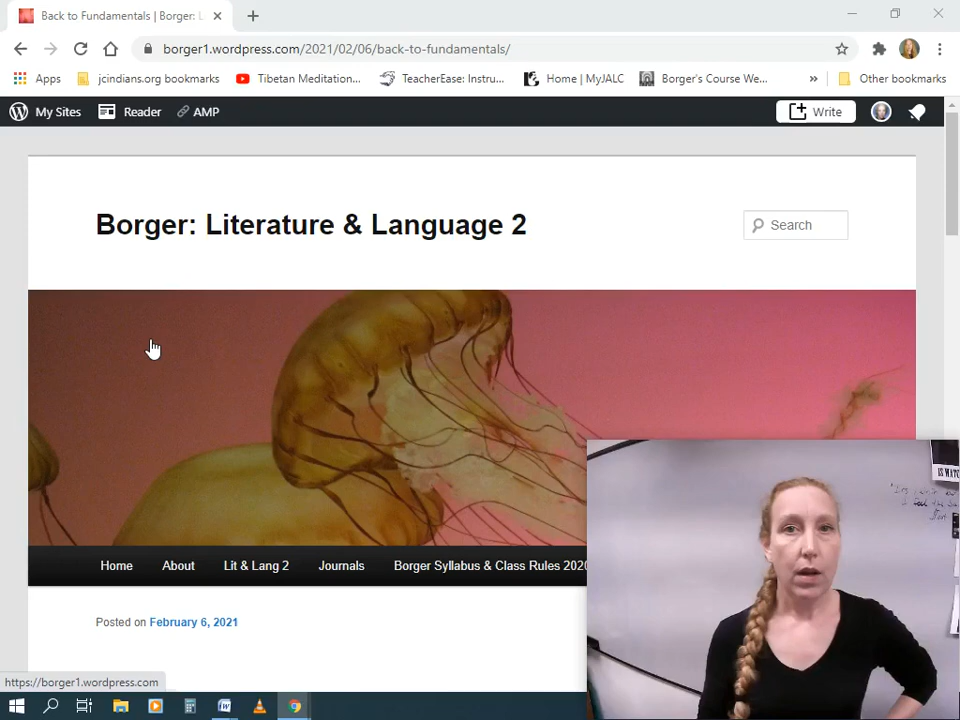 Back to Fundamentals | Borger: L
borger1.wordpress.com/2021/02/06/back-to-fundamentals/
Apps jcindians.org bookmarks Tibetan Meditation... TeacherEase: Instru... Home | MyJALC Borger's Course We... » Other bookmarks
My Sites Reader AMP Write
Borger: Literature & Language 2
Search
IS WATC
Home About Lit & Lang 2 Journals Borger Syllabus & Class Rules 2020
Posted on February 6, 2021
https://borger1.wordpress.com